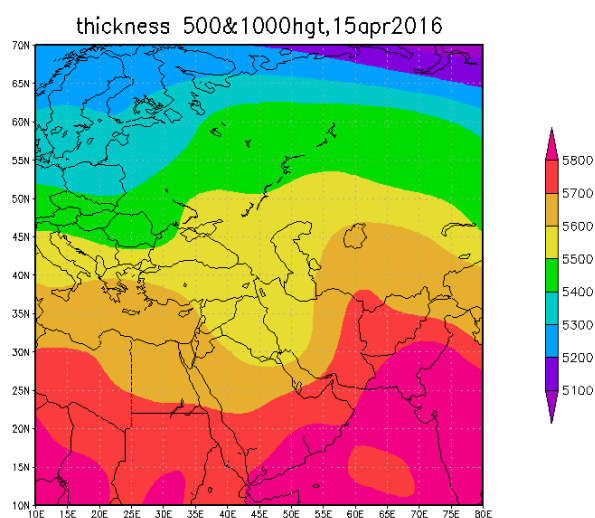 thickness 500&1000hgt,15apr2016
70N
65N
60N
55N
50N
45N
40N
35N
30N
25N
20N
15N
10N
10E 15E 20E 25E 30E 35E 40E 45E 50E 55E 60E 65E 70E 75E 80E
5800
5700
5600
5500
5400
5300
5200
5100